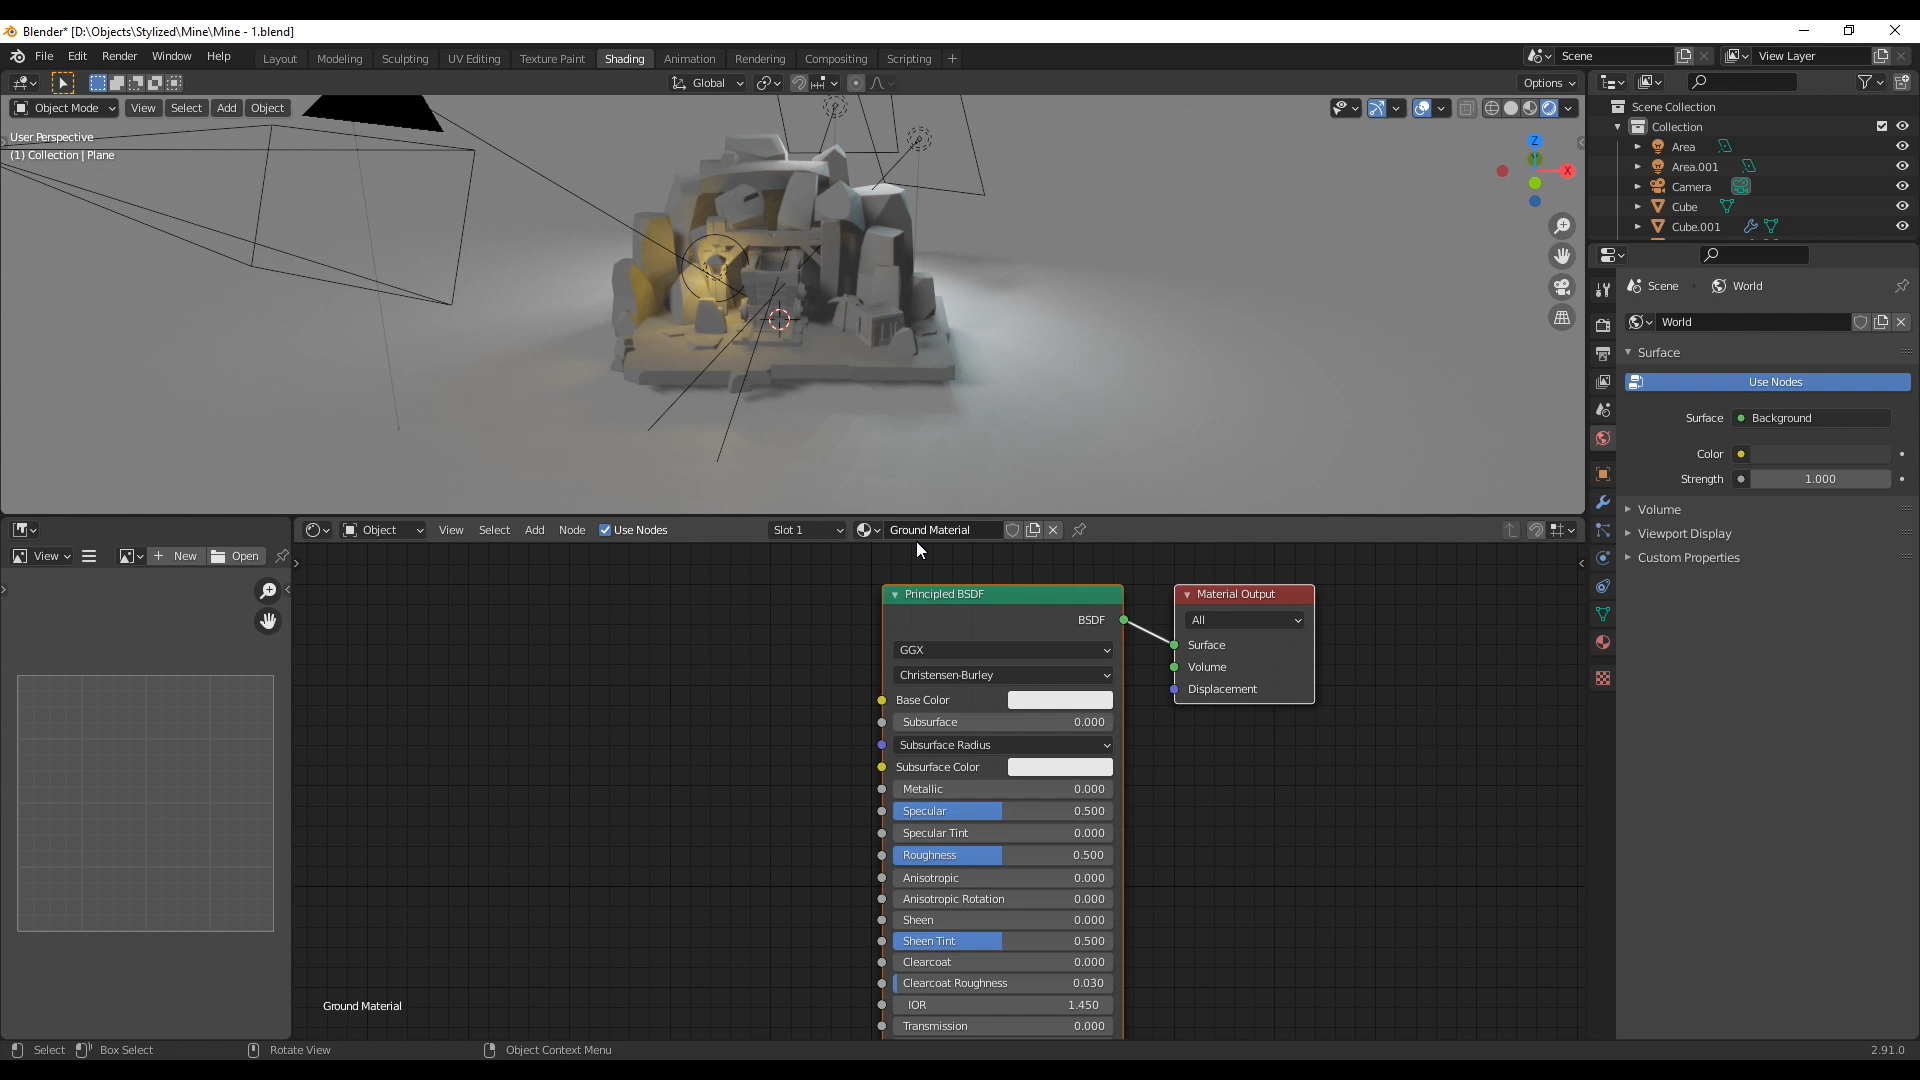 Blender* [D:\Objects\Stylized\Mine\Mine - 1.blend]
File Edit Render Window Help
Layout Modeling Sculpting UV Editing Texture Paint Shading Animation Rendering Compositing Scripting +
Scene
View Layer
Global
Options
Object Mode View Select Add Object
User Perspective
(1) Collection | Plane
Z
X
Scene Collection
Collection
Area
Area.001
Camera
Cube
Cube.001
Scene World
World
Surface
Use Nodes
Surface Background
Color
Strength 1.000
Volume
Viewport Display
Custom Properties
Object View Select Add Node Use Nodes Slot 1 Ground Material
View New Open
Principled BSDF
BSDF
GGX
Christensen-Burley
Base Color
Subsurface 0.000
Subsurface Radius
Subsurface Color
Metallic 0.000
Specular 0.500
Specular Tint 0.000
Roughness 0.500
Anisotropic 0.000
Anisotropic Rotation 0.000
Sheen 0.000
Sheen Tint 0.500
Clearcoat 0.000
Clearcoat Roughness 0.030
IOR 1.450
Transmission 0.000
Material Output
All
Surface
Volume
Displacement
Ground Material
Select Box Select Rotate View Object Context Menu 2.91.0